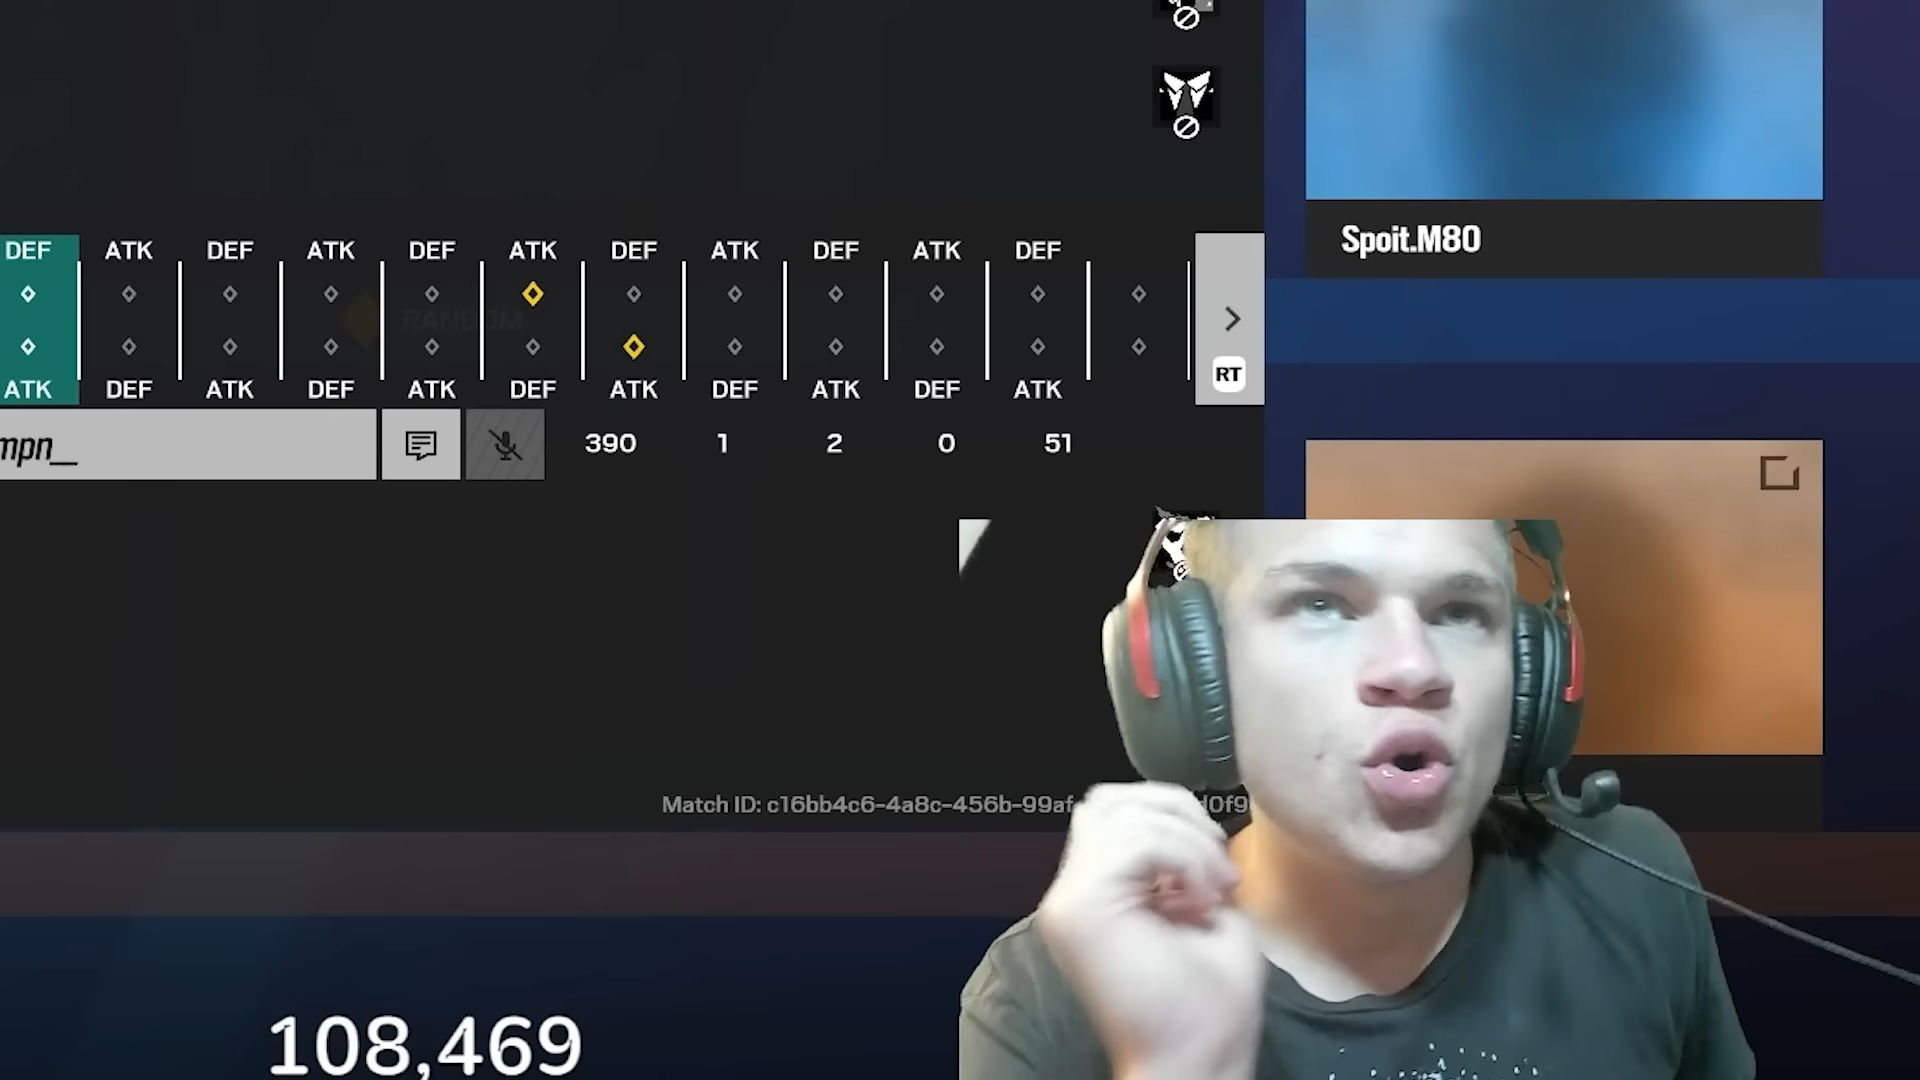 Spoit.M80
DEF ATK DEF ATK DEF ATK DEF ATK DEF ATK DEF
RANDOM
RT
ATK DEF ATK DEF ATK DEF ATK DEF ATK DEF ATK
mpn__ 390 1 2 0 51
Match ID: c16bb4c6-4a8c-456b-99af
108,469